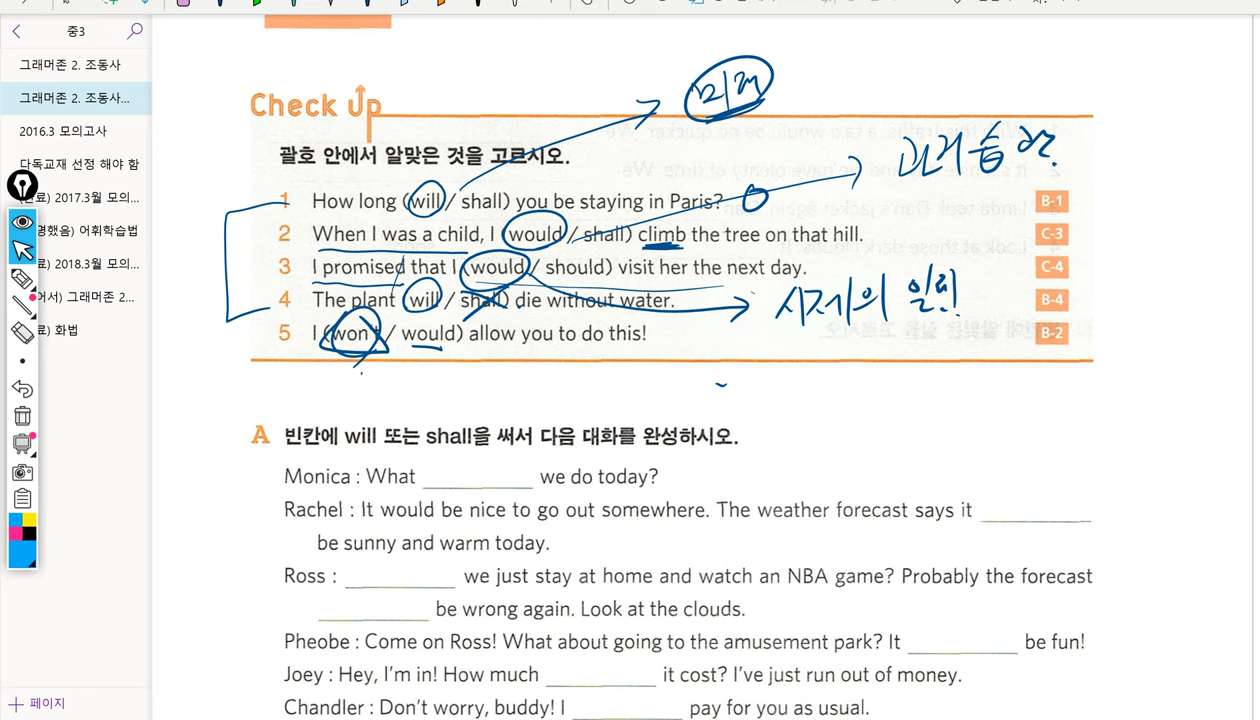 중3
그래머존 2. 조동사
그래머존 2. 조동사...
2016.3 모의고사
단독교재 선정 해야 함
2017.3월 모의...
어휘학습법
2018.3월 모의...
그래머존 2...
화법
페이지
Check Up
미래
괄호 안에서 알맞은 것을 고르시오.
과거습관
1 How long (will / shall) you be staying in Paris? B-1
2 When I was a child, I (would / shall) climb the tree on that hill. C-3
3 I promised that I (would / should) visit her the next day. C-4
시제의 일치
4 The plant (will / shall) die without water. B-4
5 I (won't / would) allow you to do this! B-2
A 빈칸에 will 또는 shall을 써서 다음 대화를 완성하시오.
Monica : What __________ we do today?
Rachel : It would be nice to go out somewhere. The weather forecast says it __________
be sunny and warm today.
Ross : __________ we just stay at home and watch an NBA game? Probably the forecast
__________ be wrong again. Look at the clouds.
Pheobe : Come on Ross! What about going to the amusement park? It __________ be fun!
Joey : Hey, I'm in! How much __________ it cost? I've just run out of money.
Chandler : Don't worry, buddy! I __________ pay for you as usual.